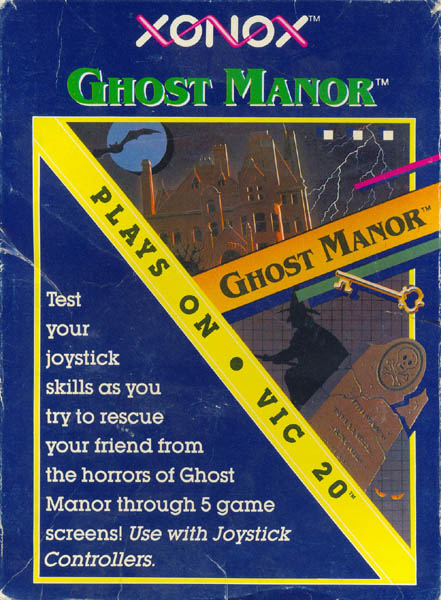 XONOX™
GHOST MANOR™
PLAYS ON • VIC 20™
GHOST MANOR™
Test
your
joystick
skills as you
try to rescue
your friend from
the horrors of Ghost
Manor through 5 game
screens! Use with Joystick
Controllers.